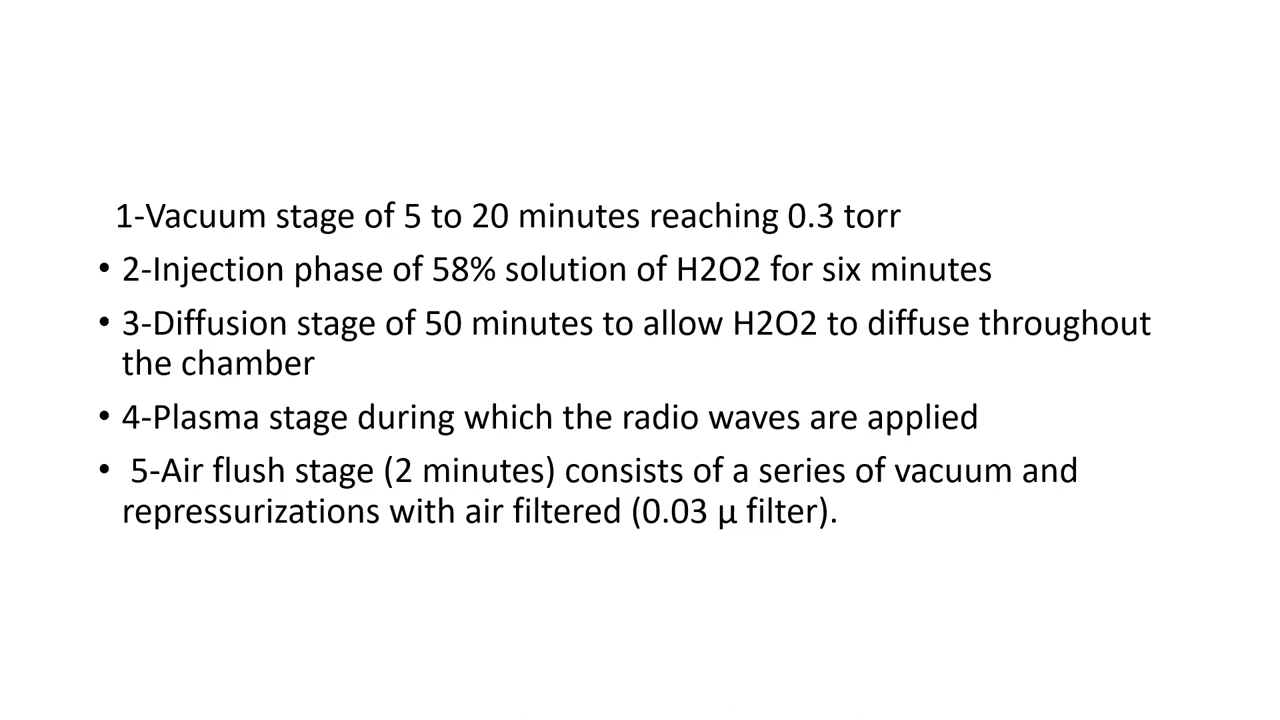 1-Vacuum stage of 5 to 20 minutes reaching 0.3 torr
• 2-Injection phase of 58% solution of H2O2 for six minutes
• 3-Diffusion stage of 50 minutes to allow H2O2 to diffuse throughout
the chamber
• 4-Plasma stage during which the radio waves are applied
• 5-Air flush stage (2 minutes) consists of a series of vacuum and
repressurizations with air filtered (0.03 µ filter).